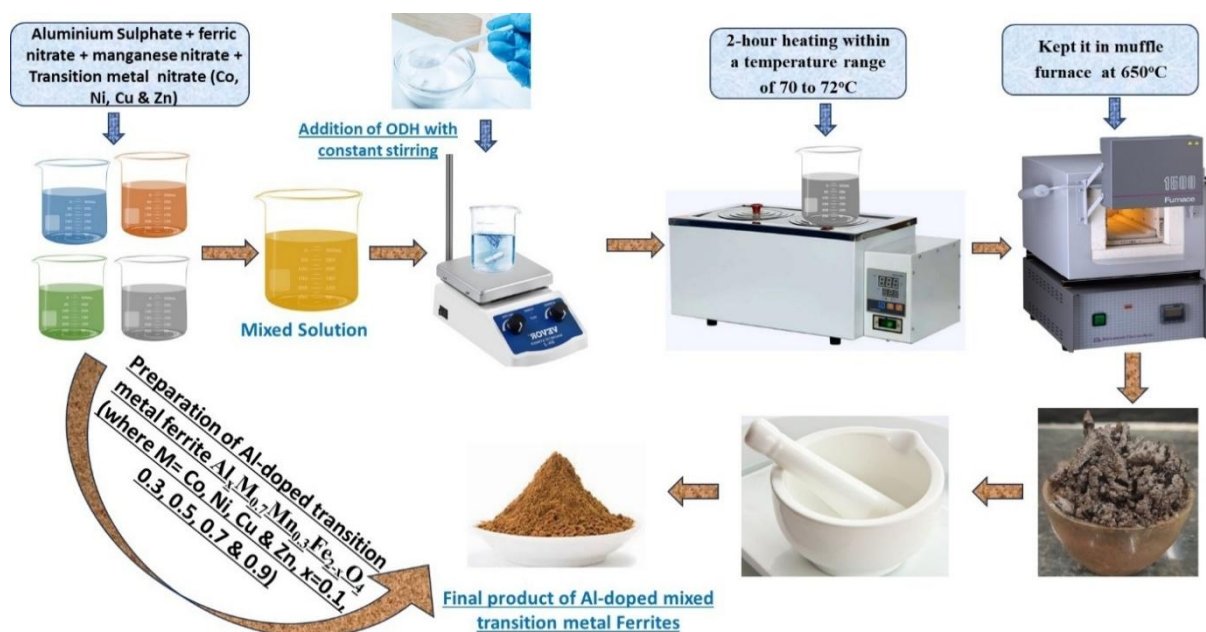 Aluminium Sulphate + ferric
nitrate + manganese nitrate +
Transition metal nitrate (Co,
Ni, Cu & Zn)
Addition of ODH with
constant stirring
2-hour heating within
a temperature range
of 70 to 72°C
Kept it in muffle
furnace at 650°C
Mixed Solution
1500
Furnace
Preparation of Al-doped transition
metal ferrite AlₓM₀.₇Mn₀.₃Fe₂₋ₓO₄
(where M= Co, Ni, Cu & Zn, x=0.1,
0.3, 0.5, 0.7 & 0.9)
Final product of Al-doped mixed
transition metal Ferrites